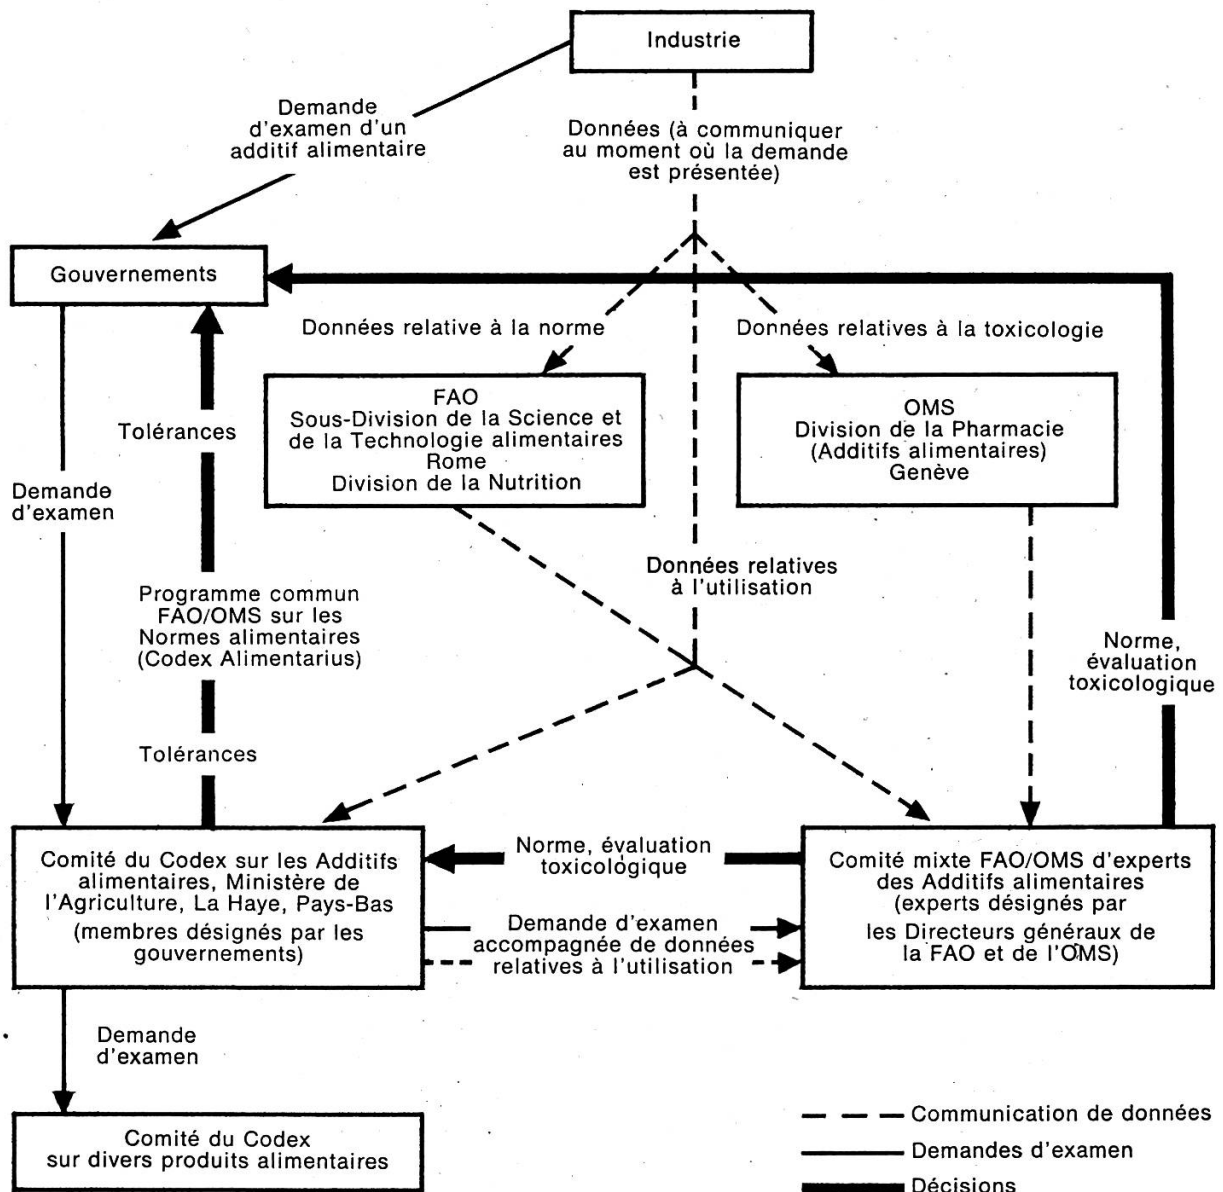 Industrie
Demande
d'examen d'un
additif alimentaire
Données (à communiquer
au moment où la demande
est présentée)
Gouvernements
Données relative à la norme
Données relatives à la toxicologie
FAO
Sous-Division de la Science et
de la Technologie alimentaires
Rome
Division de la Nutrition
OMS
Division de la Pharmacie
(Additifs alimentaires)
Genève
Tolérances
Demande
d'examen
Données relatives
à l'utilisation
Programme commun
FAO/OMS sur les
Normes alimentaires
(Codex Alimentarius)
Norme,
évaluation
toxicologique
Tolérances
Comité du Codex sur les Additifs
alimentaires, Ministère de
l'Agriculture, La Haye, Pays-Bas
(membres désignés par les
gouvernements)
Norme, évaluation
toxicologique
Demande d'examen
accompagnée de données
relatives à l'utilisation
Comité mixte FAO/OMS d'experts
des Additifs alimentaires
(experts désignés par
les Directeurs généraux de
la FAO et de l'OMS)
Demande
d'examen
Comité du Codex
sur divers produits alimentaires
Communication de données
Demandes d'examen
Décisions